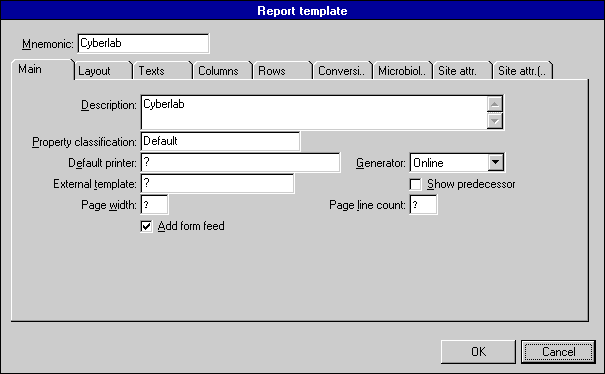 Report template
Mnemonic: Cyberlab
Main Layout Texts Columns Rows Conversi.. Microbiol.. Site attr. Site attr.(..
Description: Cyberlab
Property classification: Default
Default printer: ? Generator: Online
External template: ? Show predecessor
Page width: ? Page line count: ?
Add form feed
OK Cancel